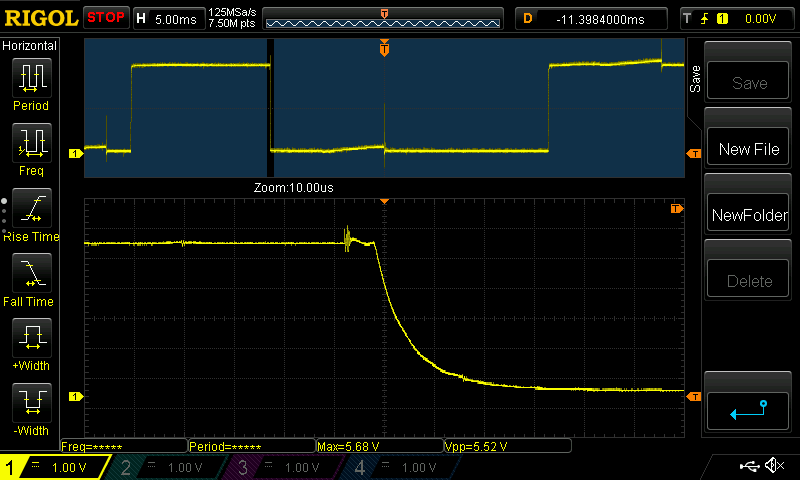 RIGOL STOP H 5.00ms 125MSa/s D -11.3984000ms T 1 0.00V
7.50M pts
T
Horizontal
Period
Freq
Rise Time
Fall Time
+Width
-Width
T
1
T
Zoom:10.00us
T
1
T
Save
Save
New File
NewFolder
Delete
Freq=***** Period=***** Max=5.68 V Vpp=5.52 V
1 1.00 V 2 1.00 V 3 1.00 V 4 1.00 V